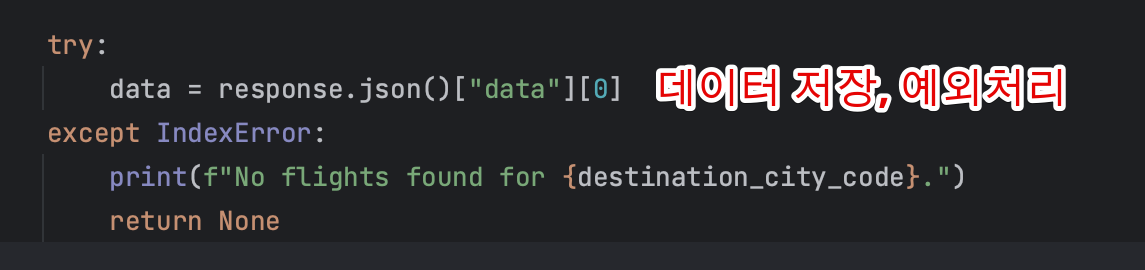 try:
data = response.json()["data"][0] 데이터 저장, 예외처리
except IndexError:
print(f"No flights found for {destination_city_code}.")
return None